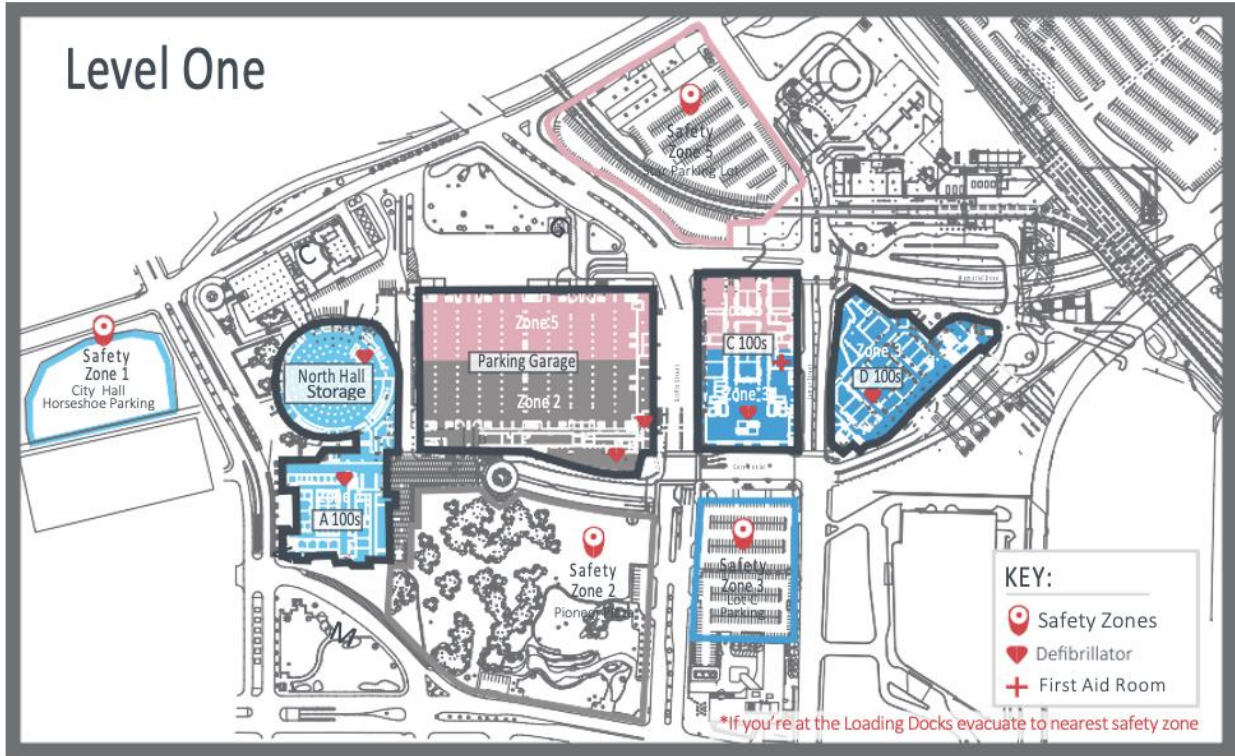 Level One
Safety
Zone 5
Star Parking Lot
C
Safety
Zone 1
City Hall
Horseshoe Parking
North Hall
Storage
Zone 5
Parking Garage
Zone 2
C 100s
Zone 3
Zone 3
D 100s
A 100s
M
Safety
Zone 2
Pioneer Plaza
Safety
Zone 3
Lot C
Parking
KEY:
Safety Zones
Defibrillator
First Aid Room
*If you're at the Loading Docks evacuate to nearest safety zone